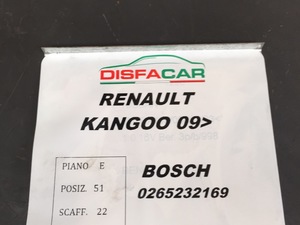 DISFACAR
RENAULT
KANGOO 09>
PIANO E
BOSCH
POSIZ. 51
0265232169
SCAFF. 22